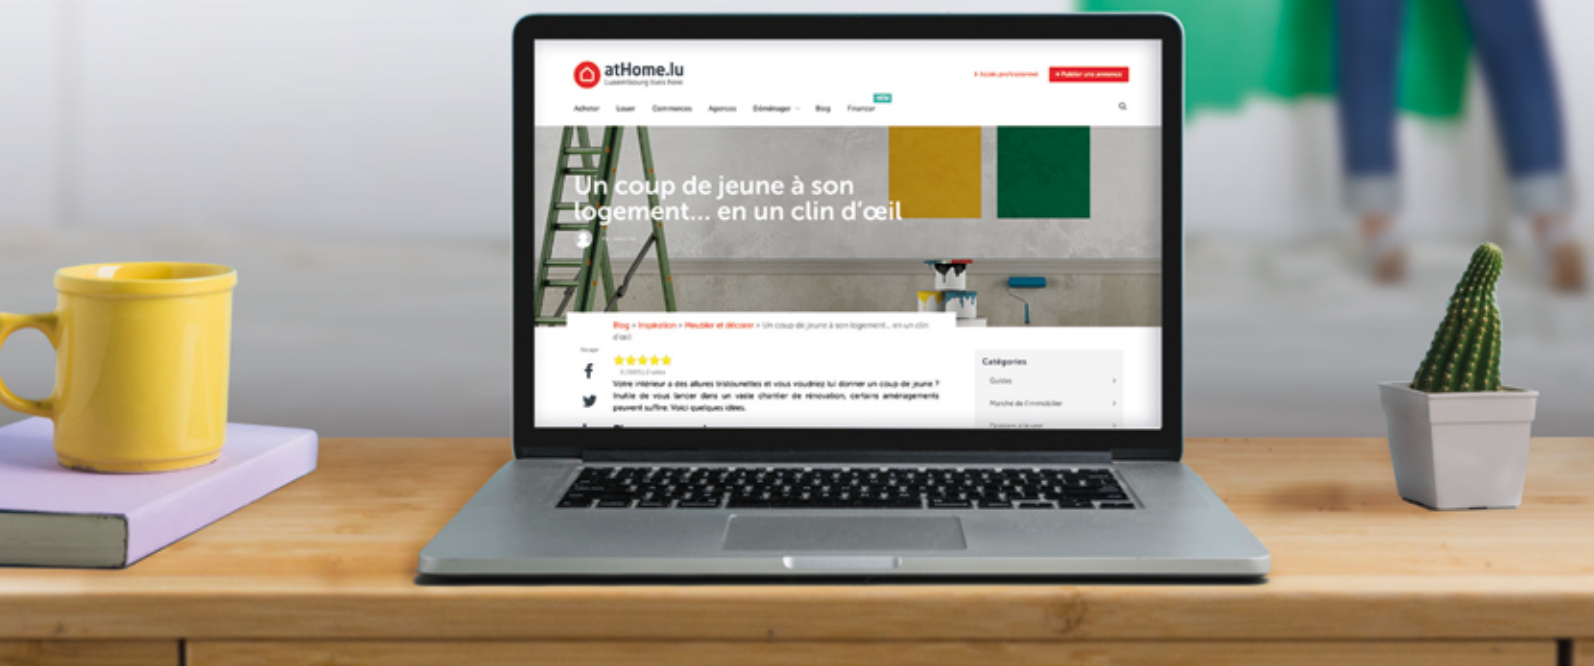 atHome.lu
Luxembourg lives here
Accès professionnel
+ Publier une annonce
NEW
Acheter Louer Commerces Agences Déménager Blog Financer
Un coup de jeune à son
logement... en un clin d'œil
Blog » Inspiration » Meubler et décorer » Un coup de jeune à son logement... en un clin
d'œil
Partager
Votre intérieur a des allures tristounettes et vous voudriez lui donner un coup de jeune ?
Inutile de vous lancer dans un vaste chantier de rénovation, certains aménagements
peuvent suffire. Voici quelques idées.
Catégories
Guides
Marché de l'immobilier